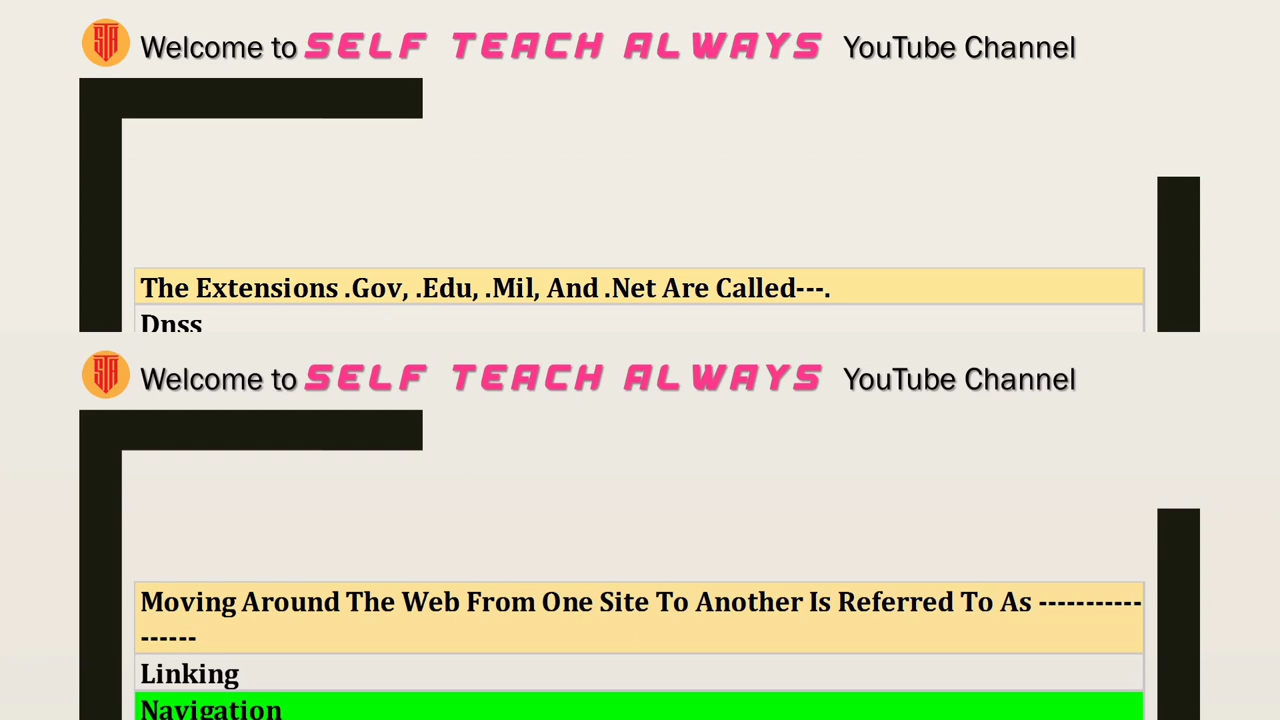 Welcome to SELF TEACH ALWAYS YouTube Channel
The Extensions .Gov, .Edu, .Mil, And .Net Are Called---.
Dnss
Welcome to SELF TEACH ALWAYS YouTube Channel
Moving Around The Web From One Site To Another Is Referred To As -----------
------
Linking
Navigation